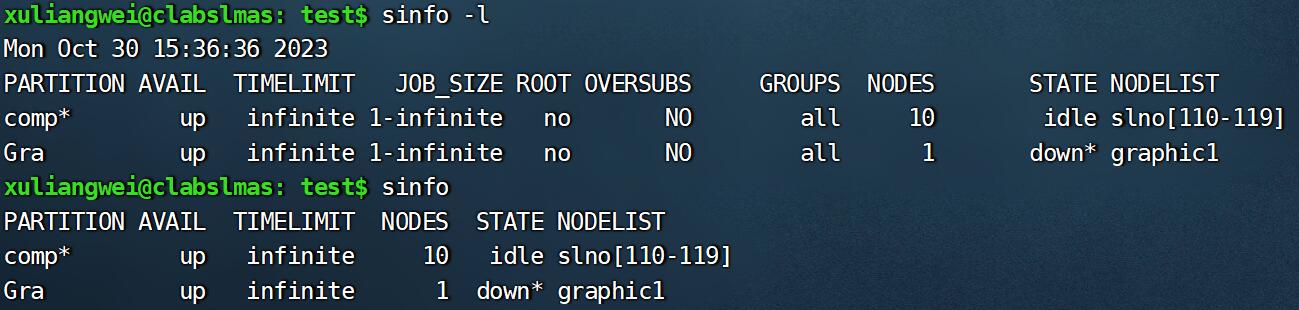 xuliangwei@clabslmas: test$ sinfo -l
Mon Oct 30 15:36:36 2023
PARTITION AVAIL  TIMELIMIT   JOB_SIZE ROOT OVERSUBS     GROUPS  NODES       STATE NODELIST
comp*        up   infinite 1-infinite   no       NO        all     10        idle slno[110-119]
Gra          up   infinite 1-infinite   no       NO        all      1       down* graphic1
xuliangwei@clabslmas: test$ sinfo
PARTITION AVAIL  TIMELIMIT  NODES  STATE NODELIST
comp*        up   infinite     10   idle slno[110-119]
Gra          up   infinite      1  down* graphic1